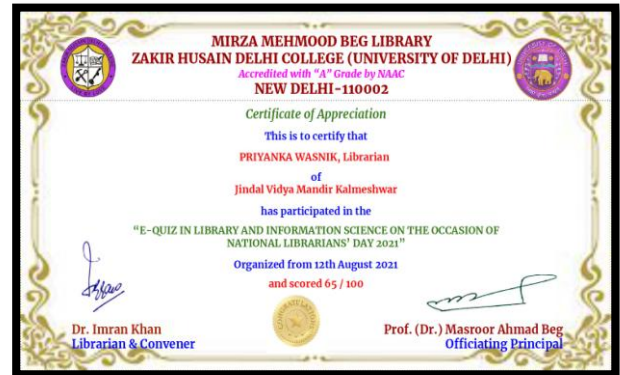 MIRZA MEHMOOD BEG LIBRARY
ZAKIR HUSAIN DELHI COLLEGE (UNIVERSITY OF DELHI)
Accredited with “A” Grade by NAAC
NEW DELHI-110002
Certificate of Appreciation
This is to certify that
PRIYANKA WASNIK, Librarian
of
Jindal Vidya Mandir Kalmeshwar
has participated in the
“E-QUIZ IN LIBRARY AND INFORMATION SCIENCE ON THE OCCASION OF
NATIONAL LIBRARIANS’ DAY 2021”
Organized from 12th August 2021
and scored 65 / 100
CONGRATULATIONS
Dr. Imran Khan
Librarian & Convener
Prof. (Dr.) Masroor Ahmad Beg
Officiating Principal